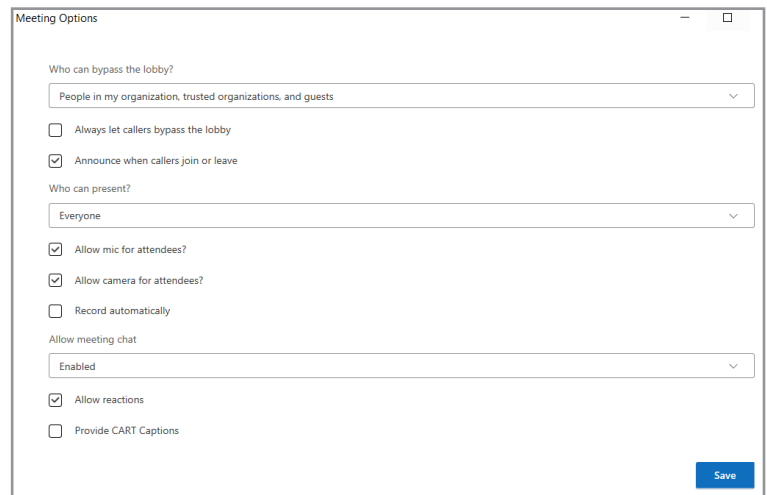 Meeting Options
Who can bypass the lobby?
People in my organization, trusted organizations, and guests
Always let callers bypass the lobby
Announce when callers join or leave
Who can present?
Everyone
Allow mic for attendees?
Allow camera for attendees?
Record automatically
Allow meeting chat
Enabled
Allow reactions
Provide CART Captions
Save